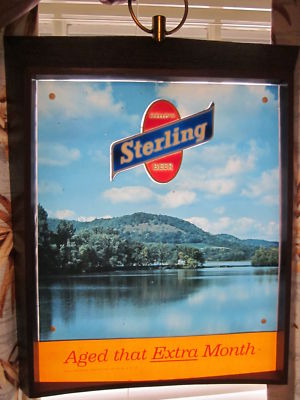 Sterling
BEER
Aged that Extra Month